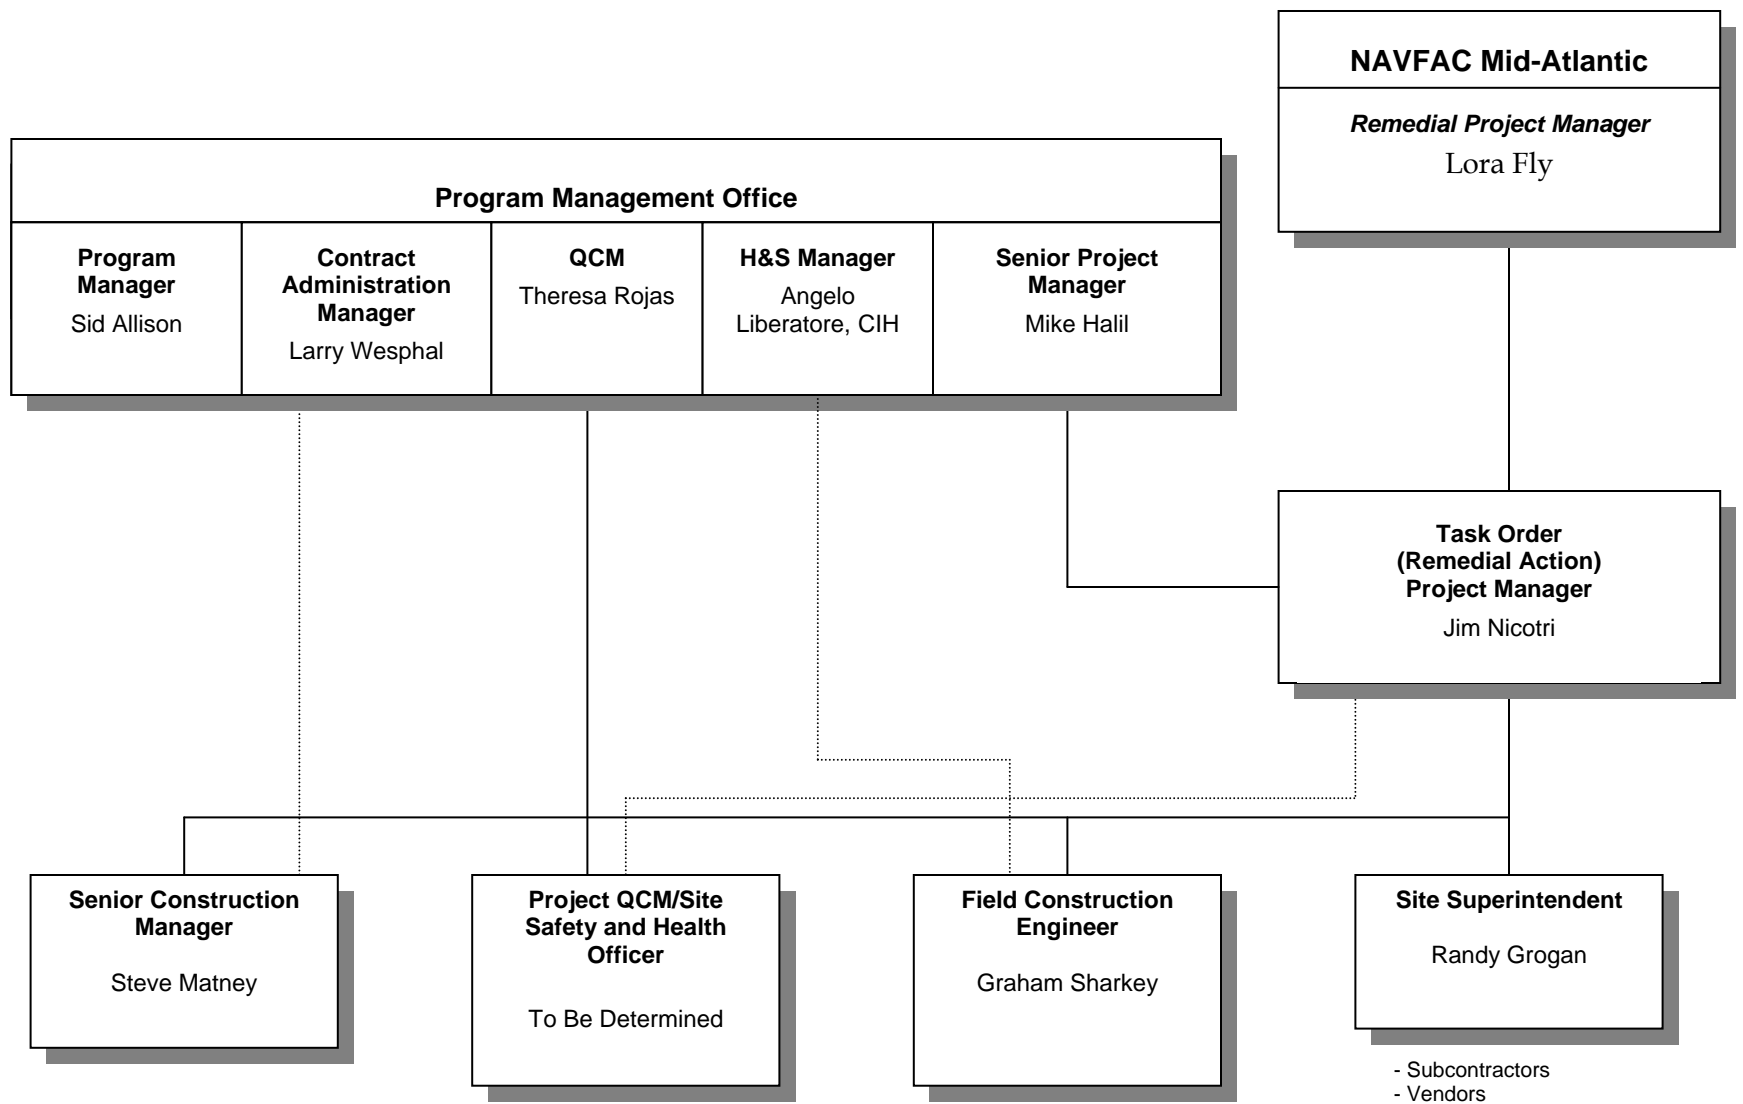 NAVFAC Mid-Atlantic
Remedial Project Manager
Lora Fly
Program Management Office
Program
Manager
Sid Allison
Contract
Administration
Manager
Larry Wesphal
QCM
Theresa Rojas
H&S Manager
Angelo
Liberatore, CIH
Senior Project
Manager
Mike Halil
Task Order
(Remedial Action)
Project Manager
Jim Nicotri
Senior Construction
Manager
Steve Matney
Project QCM/Site
Safety and Health
Officer
To Be Determined
Field Construction
Engineer
Graham Sharkey
Site Superintendent
Randy Grogan
- Subcontractors
- Vendors